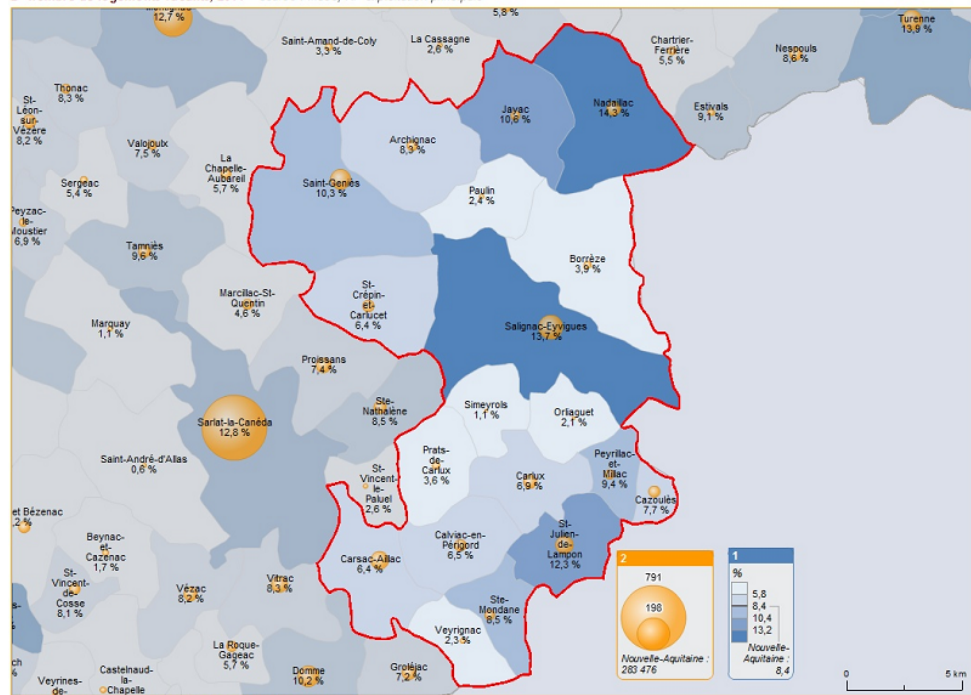 12,7 %
Saint-Amand-de-Coly
3,3 %
La Cassagne
2,6 %
5,8 %
Chartrier-
Ferrière
5,5 %
Nespouls
8,6 %
Turenne
13,9 %
Thonac
8,3 %
St-
Léon-
sur-
Vézère
8,2 %
Valojoulx
7,5 %
La
Chapelle-
Aubareil
5,7 %
Sergeac
5,4 %
Archignac
8,3 %
Jayac
10,6 %
Nadaillac
14,3 %
Estivals
9,1 %
Saint-Geniès
10,3 %
Paulin
2,4 %
Peyzac-
le-
Moustier
6,9 %
Tamniès
9,6 %
Borrèze
3,9 %
Marcillac-St-
Quentin
4,6 %
St-
Crépin-
et-
Carlucet
6,4 %
Marquay
1,1 %
Salignac-Eyvigues
13,7 %
Proissans
7,4 %
Ste-
Nathalène
8,5 %
Simeyrols
1,1 %
Orliaguet
2,1 %
Sarlat-la-Canéda
12,8 %
Saint-André-d'Allas
0,6 %
St-
Vincent-
le-
Paluel
2,6 %
Prats-
de-
Carlux
3,6 %
Carlux
6,9 %
Peyrillac-
et-
Millac
9,4 %
Cazoulès
7,7 %
et Bézenac
,2 %
Beynac-
et-
Cazenac
1,7 %
St-
Vincent-
de-
Cosse
8,1 %
Vézac
8,2 %
Vitrac
8,3 %
Carsac-Aillac
6,4 %
Calviac-en-
Périgord
6,5 %
St-
Julien-
de-
Lampon
12,3 %
Ste-
Mondane
8,5 %
Veyrignac
2,3 %
La Roque-
Gageac
5,7 %
Domme
10,2 %
Groléjac
7,2 %
Castelnaud-
la-
Chapelle
Veyrines-
de-
2
791
198
Nouvelle-Aquitaine :
283 476
1
%
5,8
8,4
10,4
13,2
Nouvelle-
Aquitaine :
8,4
0
5 km